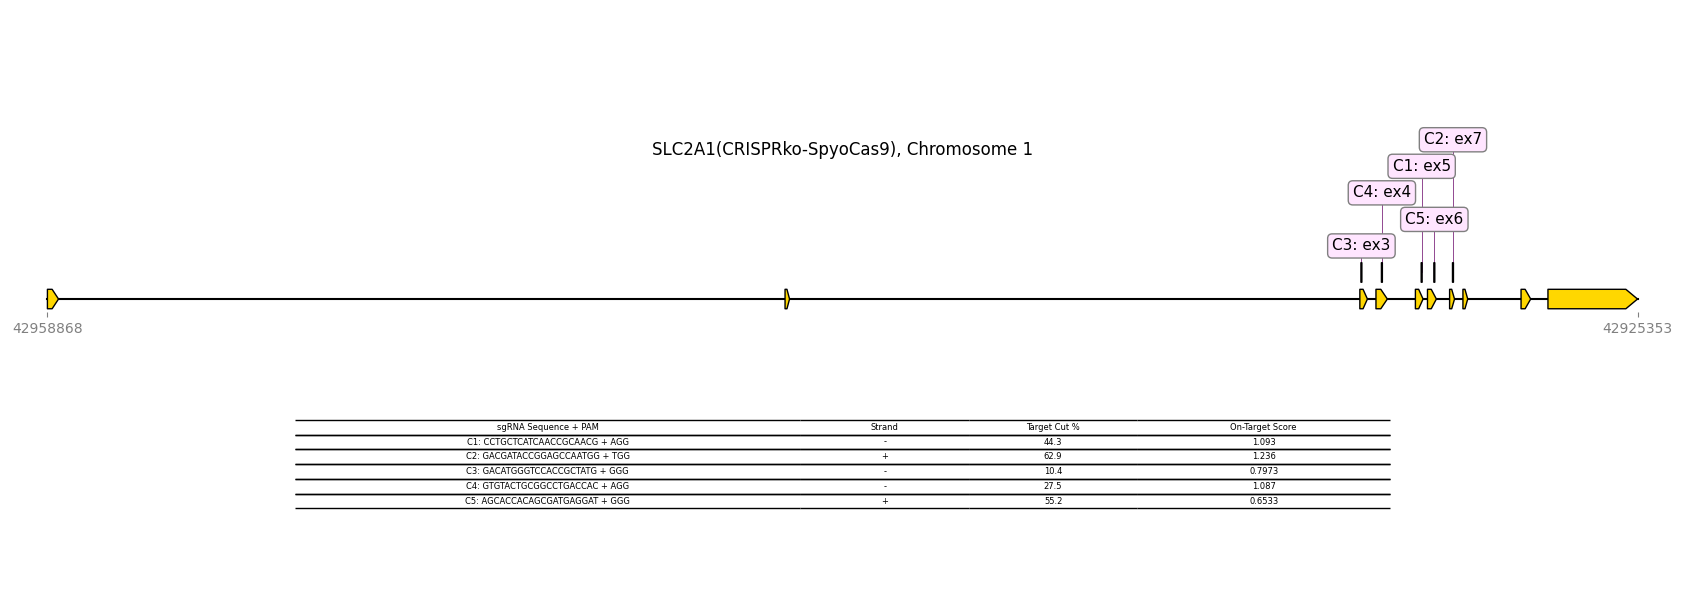 SLC2A1(CRISPRko-SpyoCas9), Chromosome 1
C2: ex7
C1: ex5
C4: ex4
C5: ex6
C3: ex3
42958868 42925353
sgRNA Sequence + PAM Strand Target Cut % On-Target Score
C1: CCTGCTCATCAACCGCAACG + AGG - 44.3 1.093
C2: GACGATACCGGAGCCAATGG + TGG + 62.9 1.236
C3: GACATGGGTCCACCGCTATG + GGG - 10.4 0.7973
C4: GTGTACTGCGGCCTGACCAC + AGG - 27.5 1.087
C5: AGCACCACAGCGATGAGGAT + GGG + 55.2 0.6533